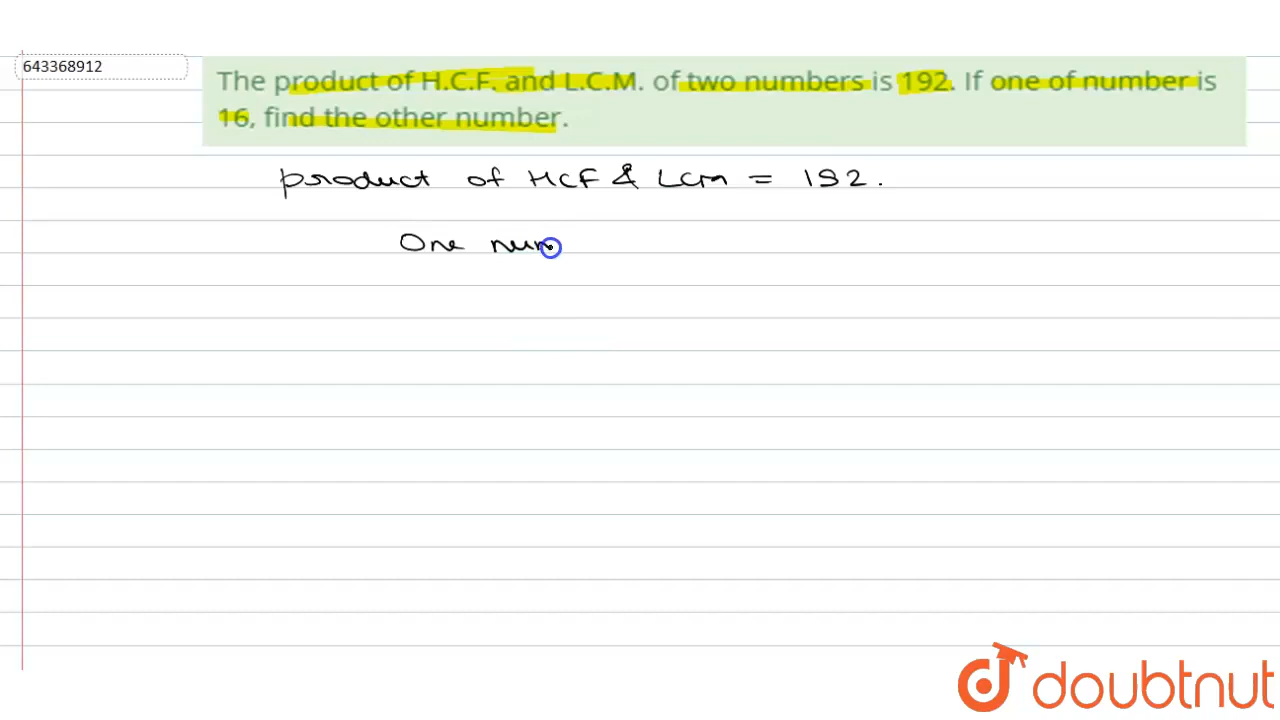 643368912
The product of H.C.F. and L.C.M. of two numbers is 192. If one of number is
16, find the other number.
product of HCF & LCM = 192.
One num
doubtnut